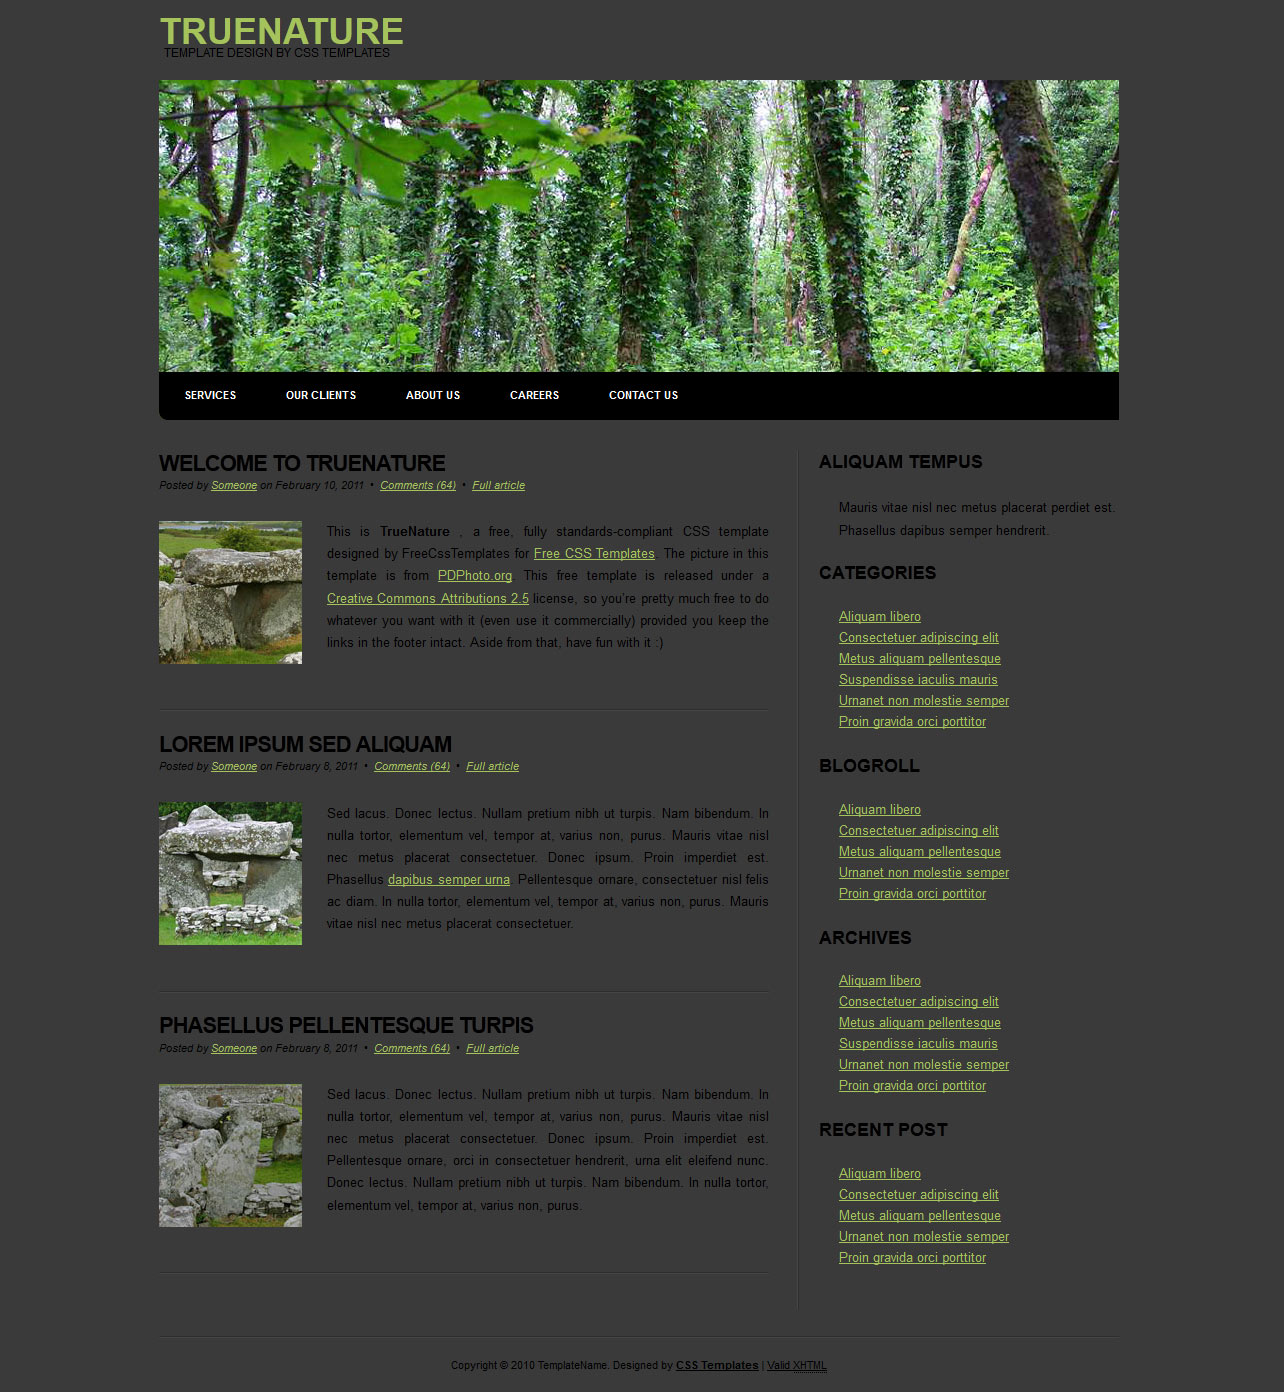 TRUENATURE
TEMPLATE DESIGN BY CSS TEMPLATES
SERVICES OUR CLIENTS ABOUT US CAREERS CONTACT US
WELCOME TO TRUENATURE
Posted by Someone on February 10, 2011 • Comments (64) • Full article
This is TrueNature , a free, fully standards-compliant CSS template
designed by FreeCssTemplates for Free CSS Templates. The picture in this
template is from PDPhoto.org. This free template is released under a
Creative Commons Attributions 2.5 license, so you're pretty much free to do
whatever you want with it (even use it commercially) provided you keep the
links in the footer intact. Aside from that, have fun with it :)
LOREM IPSUM SED ALIQUAM
Posted by Someone on February 8, 2011 • Comments (64) • Full article
Sed lacus. Donec lectus. Nullam pretium nibh ut turpis. Nam bibendum. In
nulla tortor, elementum vel, tempor at, varius non, purus. Mauris vitae nisl
nec metus placerat consectetuer. Donec ipsum. Proin imperdiet est.
Phasellus dapibus semper urna. Pellentesque ornare, consectetuer nisl felis
ac diam. In nulla tortor, elementum vel, tempor at, varius non, purus. Mauris
vitae nisl nec metus placerat consectetuer.
PHASELLUS PELLENTESQUE TURPIS
Posted by Someone on February 8, 2011 • Comments (64) • Full article
Sed lacus. Donec lectus. Nullam pretium nibh ut turpis. Nam bibendum. In
nulla tortor, elementum vel, tempor at, varius non, purus. Mauris vitae nisl
nec metus placerat consectetuer. Donec ipsum. Proin imperdiet est.
Pellentesque ornare, orci in consectetuer hendrerit, urna elit eleifend nunc.
Donec lectus. Nullam pretium nibh ut turpis. Nam bibendum. In nulla tortor,
elementum vel, tempor at, varius non, purus.
ALIQUAM TEMPUS
Mauris vitae nisl nec metus placerat perdiet est.
Phasellus dapibus semper hendrerit.
CATEGORIES
Aliquam libero
Consectetuer adipiscing elit
Metus aliquam pellentesque
Suspendisse iaculis mauris
Urnanet non molestie semper
Proin gravida orci porttitor
BLOGROLL
Aliquam libero
Consectetuer adipiscing elit
Metus aliquam pellentesque
Urnanet non molestie semper
Proin gravida orci porttitor
ARCHIVES
Aliquam libero
Consectetuer adipiscing elit
Metus aliquam pellentesque
Suspendisse iaculis mauris
Urnanet non molestie semper
Proin gravida orci porttitor
RECENT POST
Aliquam libero
Consectetuer adipiscing elit
Metus aliquam pellentesque
Urnanet non molestie semper
Proin gravida orci porttitor
Copyright © 2010 TemplateName. Designed by CSS Templates | Valid XHTML